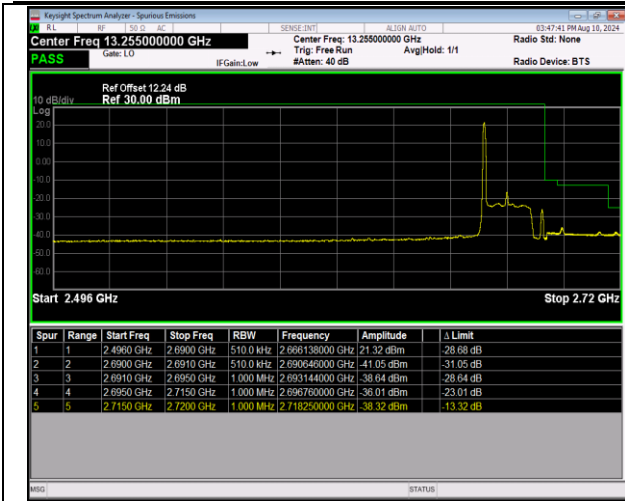 Keysight Spectrum Analyzer - Spurious Emissions
RL RF 50 Ω AC SENSE:INT ALIGN AUTO 03:47:41 PM Aug 10, 2024
Center Freq 13.255000000 GHz Center Freq: 13.255000000 GHz Radio Std: None
PASS Gate: LO IFGain:Low Trig: Free Run Avg|Hold: 1/1
#Atten: 40 dB Radio Device: BTS
Ref Offset 12.24 dB
10 dB/div Ref 30.00 dBm
Log
20.0
10.0
0.00
-10.0
-20.0
-30.0
-40.0
-50.0
-60.0
Start 2.496 GHz Stop 2.72 GHz
Spur Range Start Freq Stop Freq RBW Frequency Amplitude Δ Limit
1 1 2.4960 GHz 2.6900 GHz 510.0 kHz 2.666138000 GHz 21.32 dBm -28.68 dB
2 2 2.6900 GHz 2.6910 GHz 510.0 kHz 2.690646000 GHz -41.05 dBm -31.05 dB
3 3 2.6910 GHz 2.6950 GHz 1.000 MHz 2.693144000 GHz -38.64 dBm -28.64 dB
4 4 2.6950 GHz 2.7150 GHz 1.000 MHz 2.696760000 GHz -36.01 dBm -23.01 dB
5 5 2.7150 GHz 2.7200 GHz 1.000 MHz 2.718250000 GHz -38.32 dBm -13.32 dB
MSG STATUS